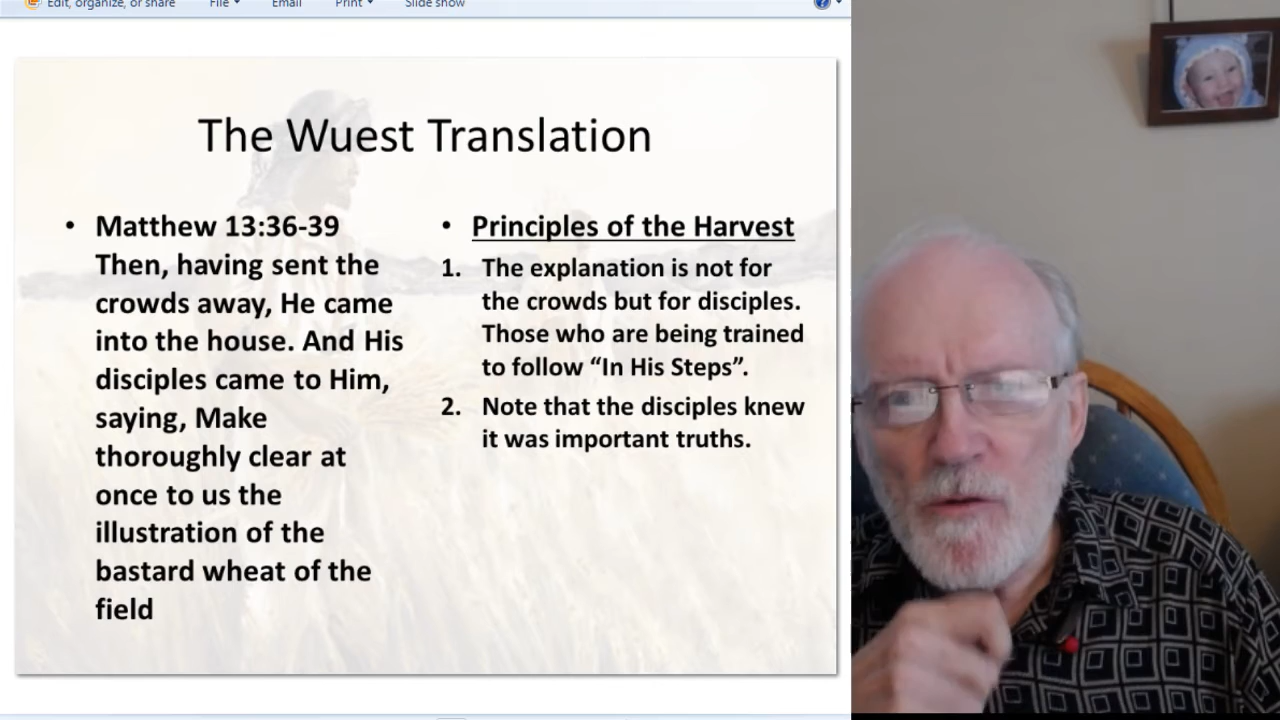 Edit, organize, or share File Email Print Slide show
The Wuest Translation
• Matthew 13:36-39
Then, having sent the
crowds away, He came
into the house. And His
disciples came to Him,
saying, Make
thoroughly clear at
once to us the
illustration of the
bastard wheat of the
field
• Principles of the Harvest
1. The explanation is not for
the crowds but for disciples.
Those who are being trained
to follow “In His Steps”.
2. Note that the disciples knew
it was important truths.